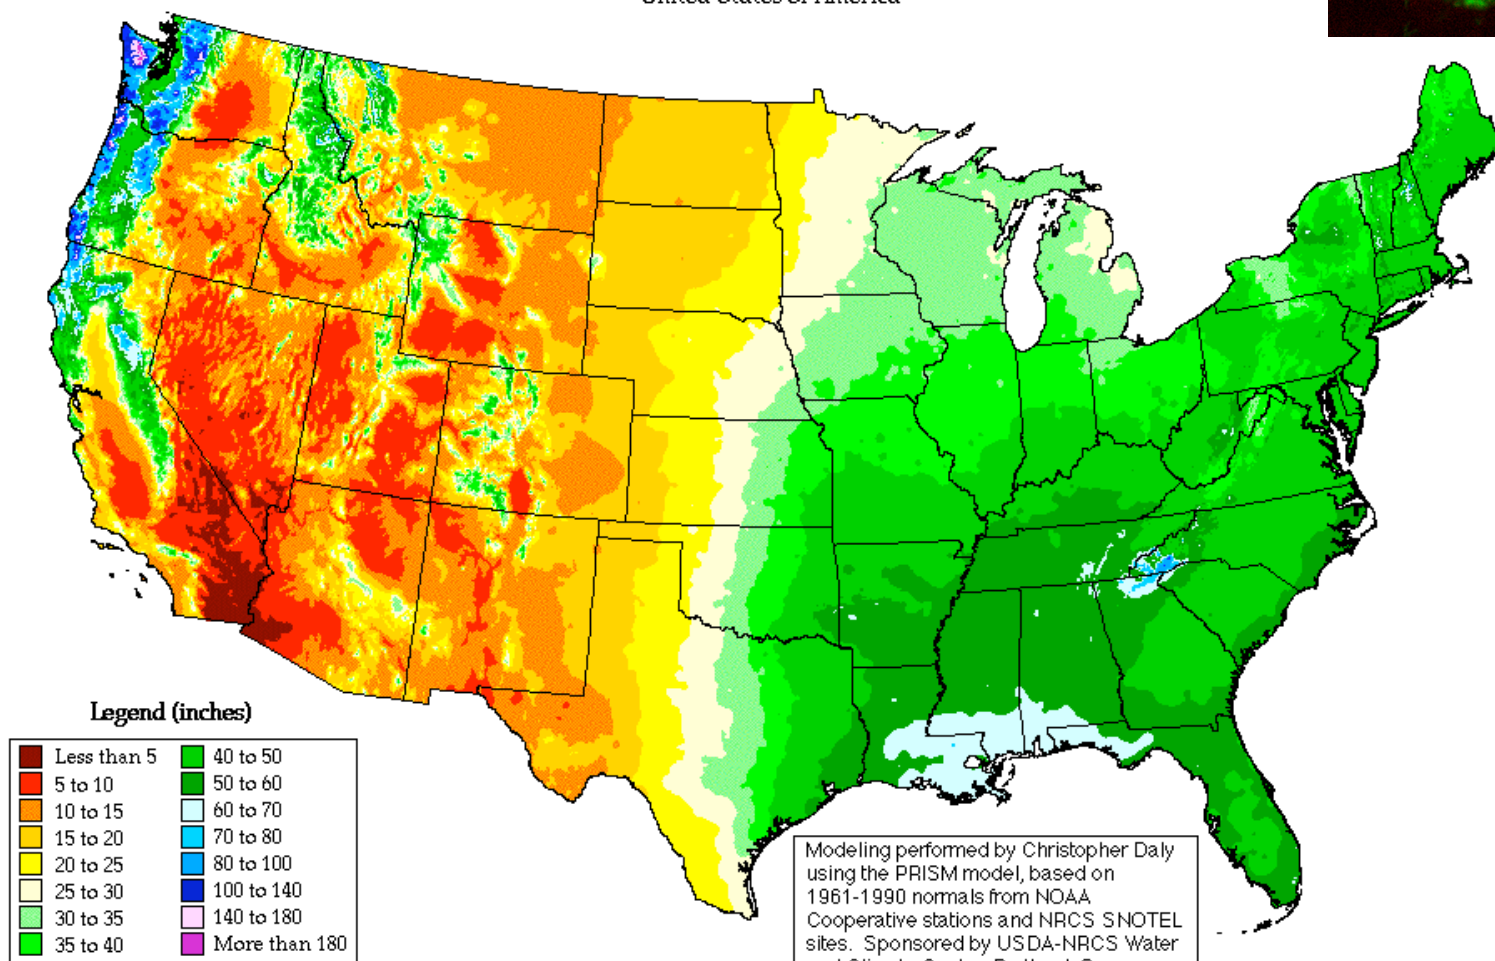 United States of America
Legend (inches)
Less than 5
5 to 10
10 to 15
15 to 20
20 to 25
25 to 30
30 to 35
35 to 40
40 to 50
50 to 60
60 to 70
70 to 80
80 to 100
100 to 140
140 to 180
More than 180
Modeling performed by Christopher Daly
using the PRISM model, based on
1961-1990 normals from NOAA
Cooperative stations and NRCS SNOTEL
sites. Sponsored by USDA-NRCS Water